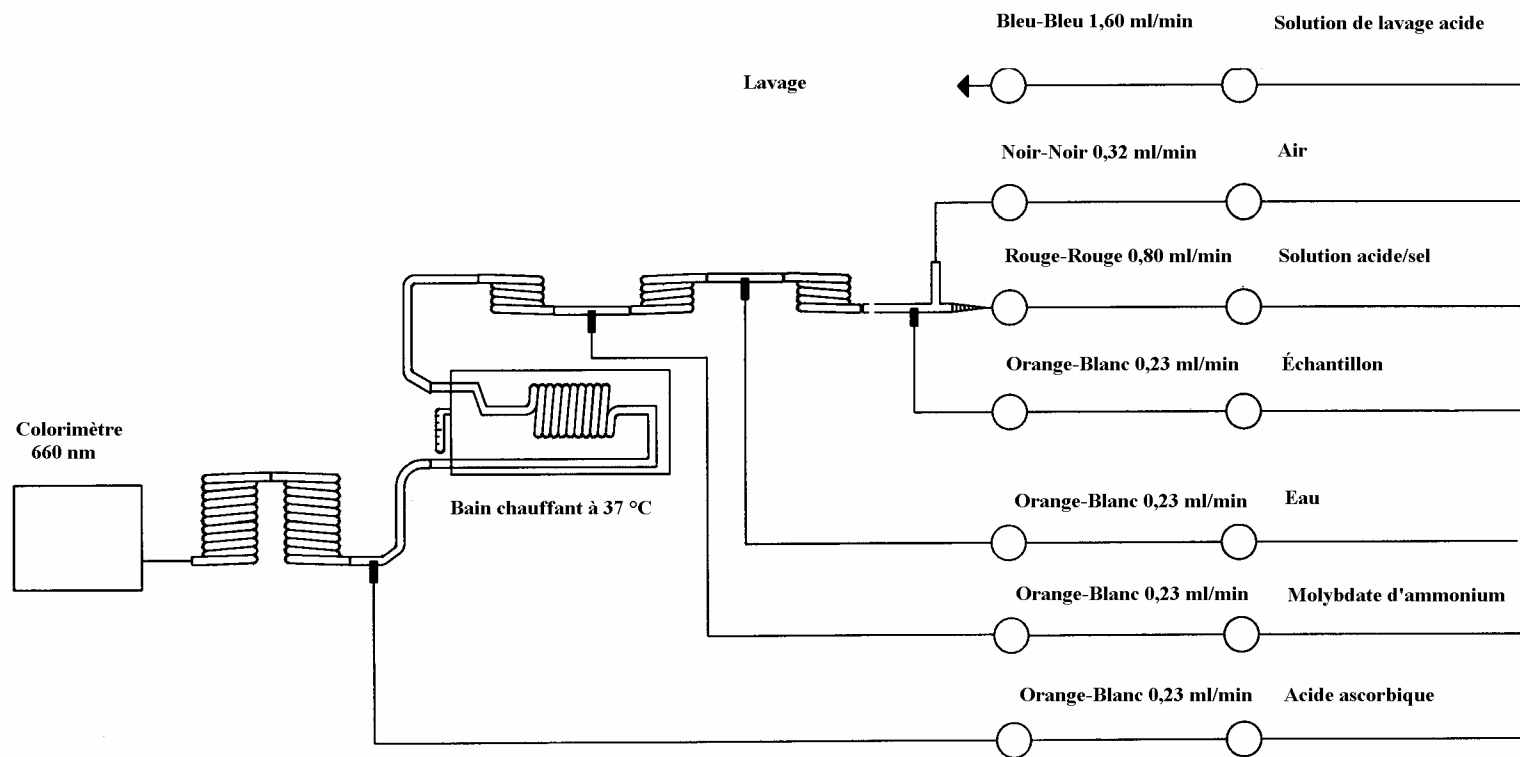 Bleu-Bleu 1,60 ml/min
Solution de lavage acide
Lavage
Noir-Noir 0,32 ml/min
Air
Rouge-Rouge 0,80 ml/min
Solution acide/sel
Orange-Blanc 0,23 ml/min
Échantillon
Colorimètre
660 nm
Bain chauffant à 37 °C
Orange-Blanc 0,23 ml/min
Eau
Orange-Blanc 0,23 ml/min
Molybdate d'ammonium
Orange-Blanc 0,23 ml/min
Acide ascorbique